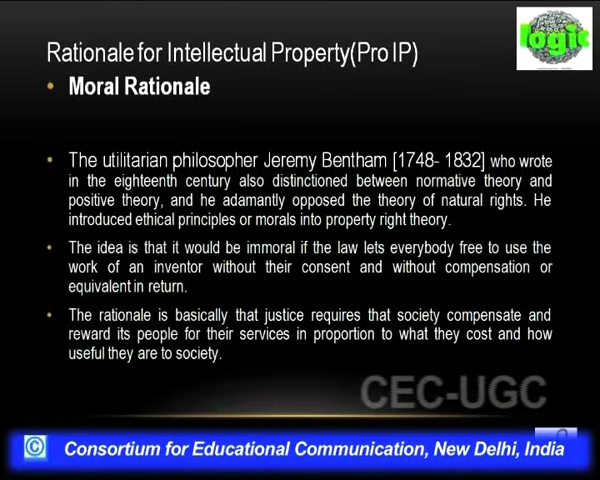 Rationale for Intellectual Property(Pro IP)
logic
• Moral Rationale
• The utilitarian philosopher Jeremy Bentham [1748- 1832] who wrote
in the eighteenth century also distinctioned between normative theory and
positive theory, and he adamantly opposed the theory of natural rights. He
introduced ethical principles or morals into property right theory.
• The idea is that it would be immoral if the law lets everybody free to use the
work of an inventor without their consent and without compensation or
equivalent in return.
• The rationale is basically that justice requires that society compensate and
reward its people for their services in proportion to what they cost and how
useful they are to society.
CEC-UGC
© Consortium for Educational Communication, New Delhi, India